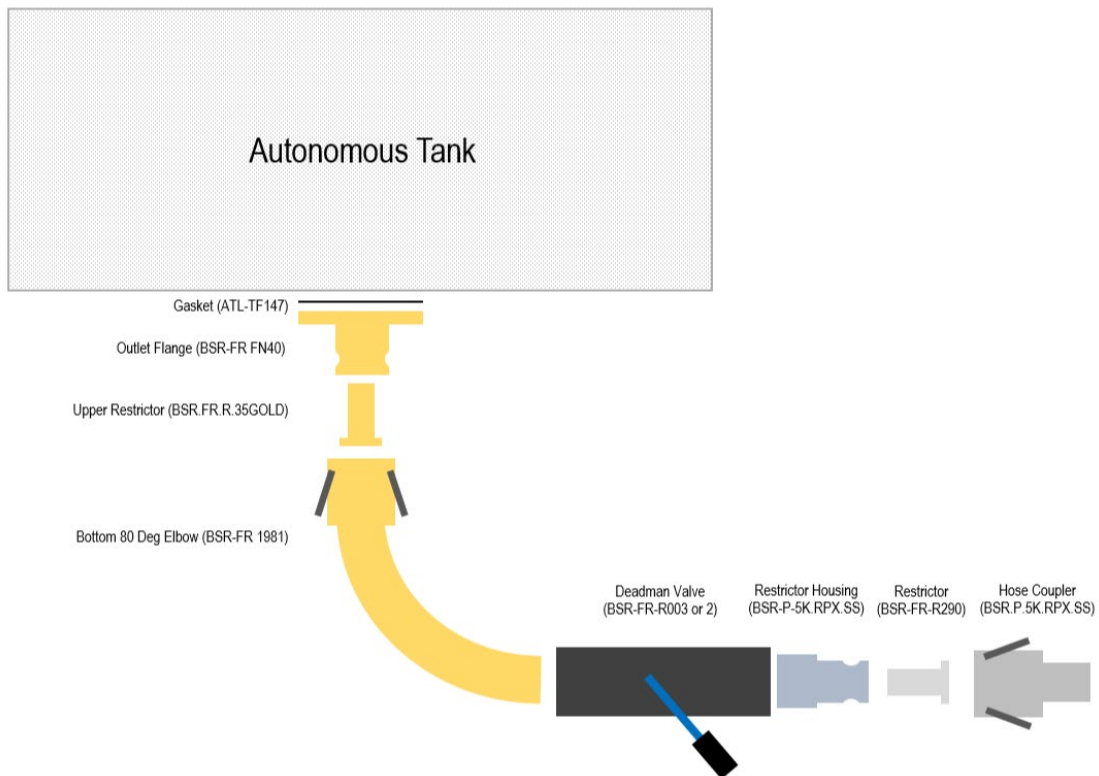 Autonomous Tank
Gasket (ATL-TF147)
Outlet Flange (BSR-FR FN40)
Upper Restrictor (BSR.FR.R.35GOLD)
Bottom 80 Deg Elbow (BSR-FR 1981)
Deadman Valve
(BSR-FR-R003 or 2)
Restrictor Housing
(BSR-P-5K.RPX.SS)
Restrictor
(BSR-FR-R290)
Hose Coupler
(BSR.P.5K.RPX.SS)